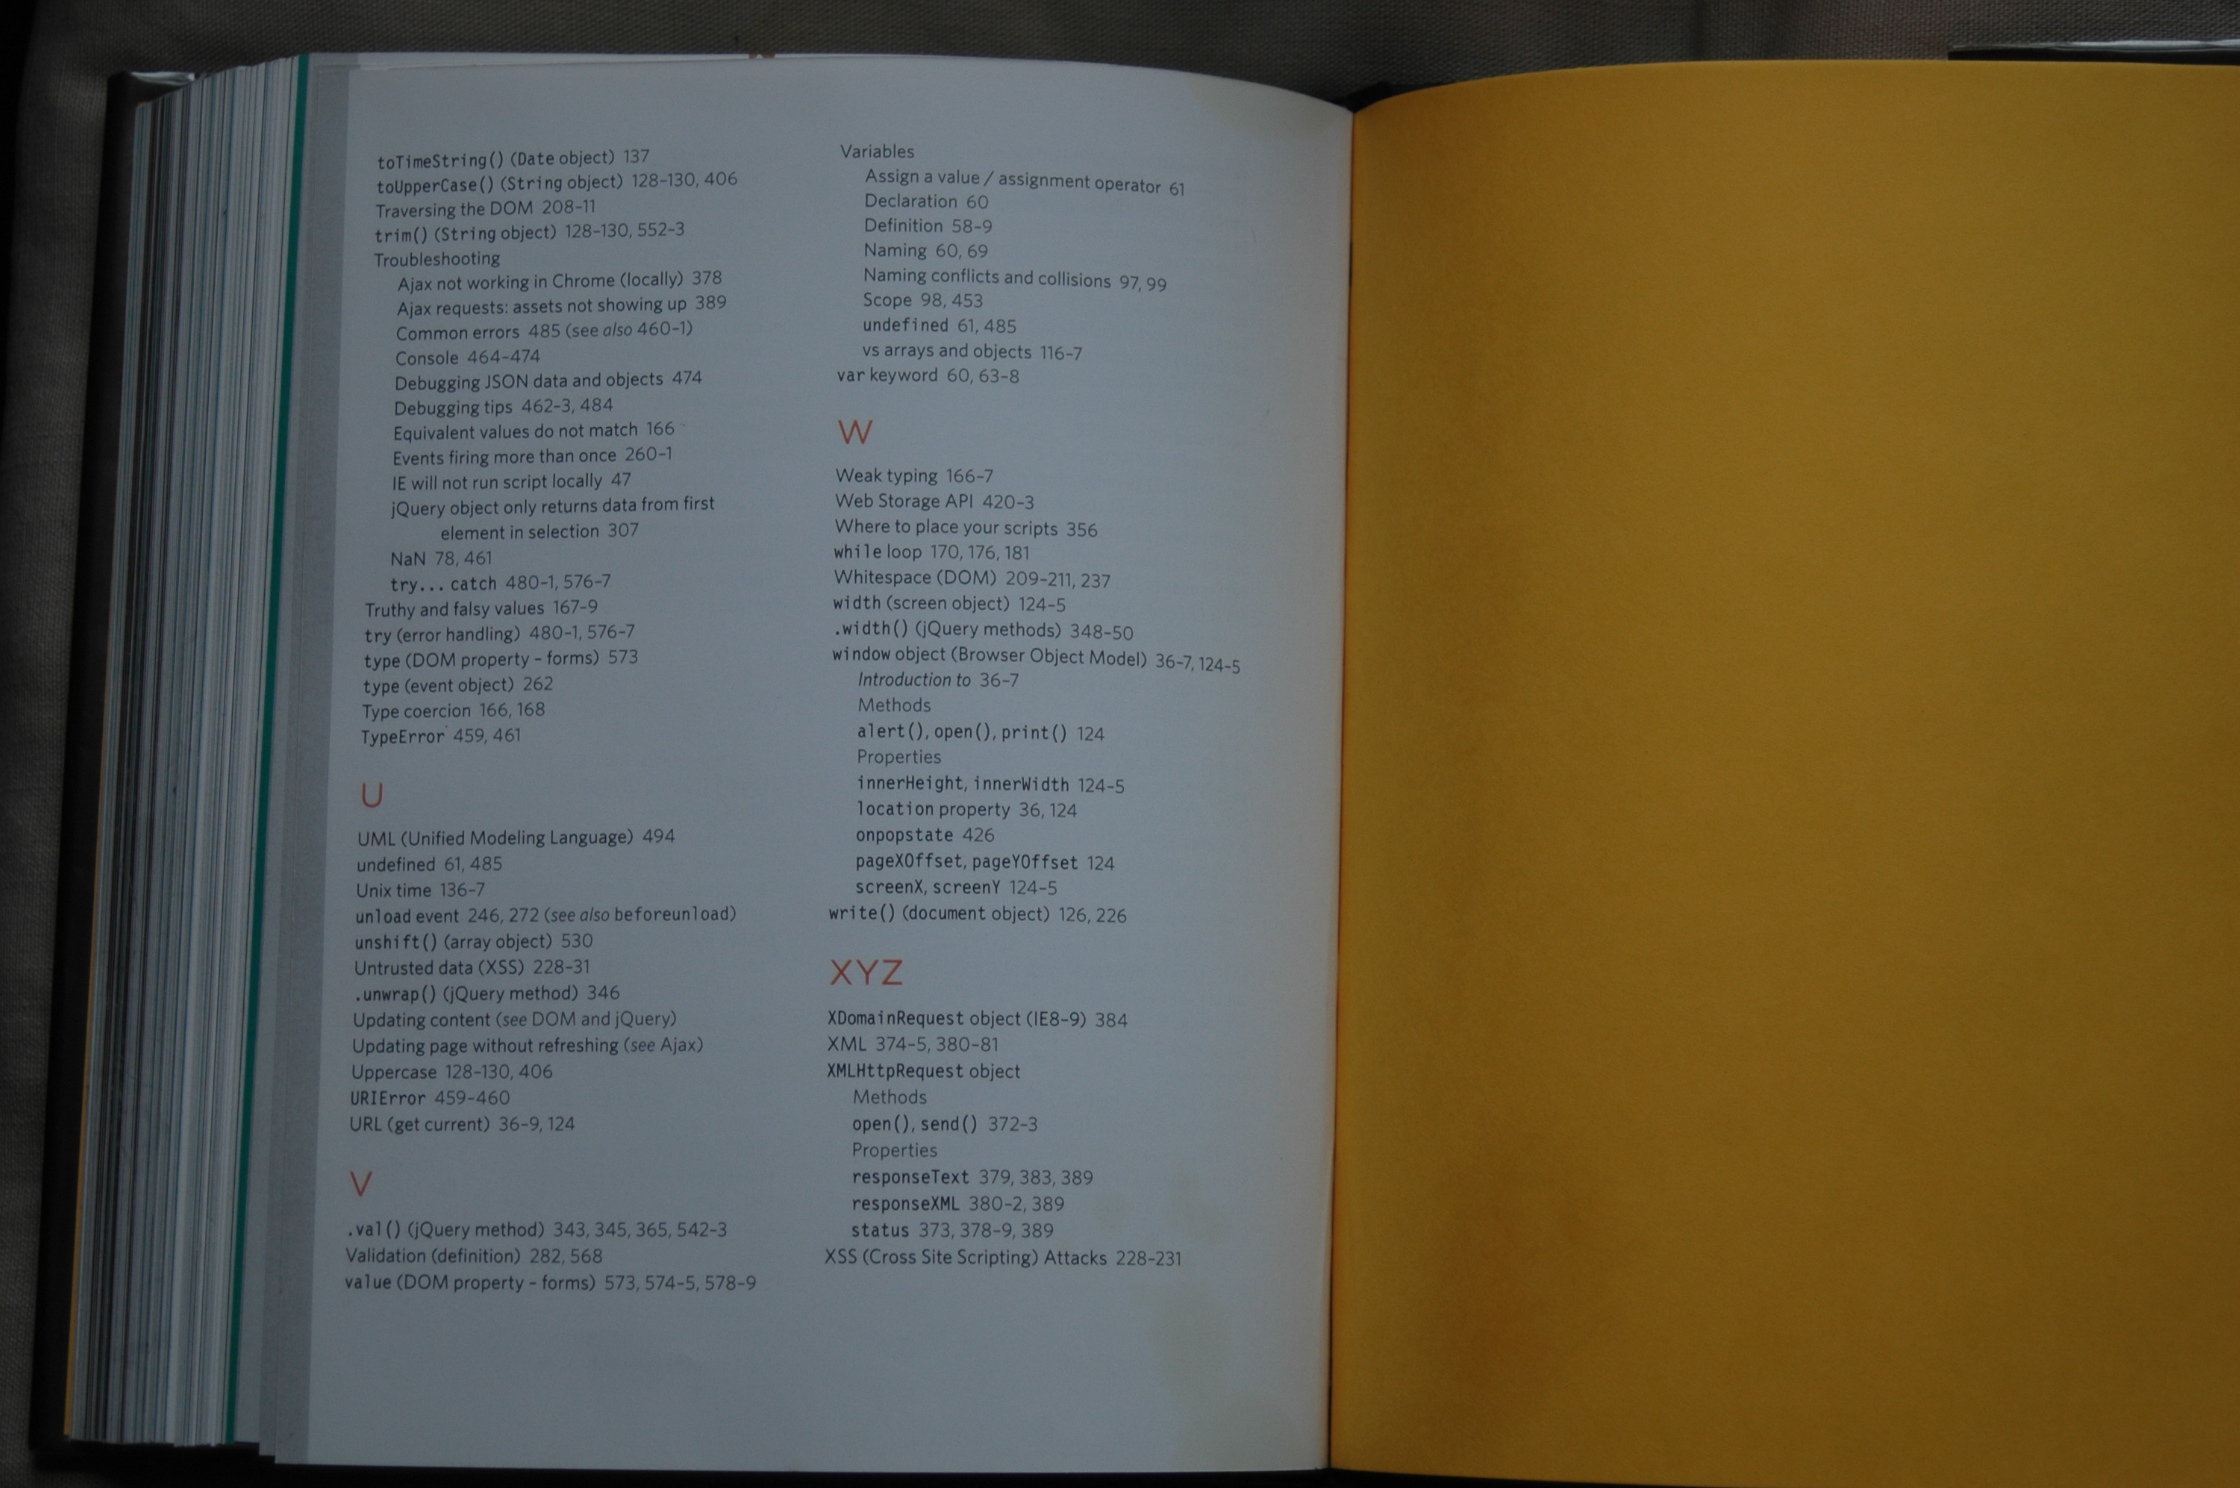 toTimeString() (Date object) 137
toUpperCase() (String object) 128-130, 406
Traversing the DOM 208-11
trim() (String object) 128-130, 552-3
Troubleshooting
Ajax not working in Chrome (locally) 378
Ajax requests: assets not showing up 389
Common errors 485 (see also 460-1)
Console 464-474
Debugging JSON data and objects 474
Debugging tips 462-3, 484
Equivalent values do not match 166
Events firing more than once 260-1
IE will not run script locally 47
jQuery object only returns data from first
element in selection 307
NaN 78, 461
try... catch 480-1, 576-7
Truthy and falsy values 167-9
try (error handling) 480-1, 576-7
type (DOM property – forms) 573
type (event object) 262
Type coercion 166, 168
TypeError 459, 461
U
UML (Unified Modeling Language) 494
undefined 61, 485
Unix time 136-7
unload event 246, 272 (see also beforeunload)
unshift() (array object) 530
Untrusted data (XSS) 228-31
.unwrap() (jQuery method) 346
Updating content (see DOM and jQuery)
Updating page without refreshing (see Ajax)
Uppercase 128-130, 406
URIError 459-460
URL (get current) 36-9, 124
V
.val() (jQuery method) 343, 345, 365, 542-3
Validation (definition) 282, 568
value (DOM property – forms) 573, 574-5, 578-9
Variables
Assign a value / assignment operator 61
Declaration 60
Definition 58-9
Naming 60, 69
Naming conflicts and collisions 97, 99
Scope 98, 453
undefined 61, 485
vs arrays and objects 116-7
var keyword 60, 63-8
W
Weak typing 166-7
Web Storage API 420-3
Where to place your scripts 356
while loop 170, 176, 181
Whitespace (DOM) 209-211, 237
width (screen object) 124-5
.width() (jQuery methods) 348-50
window object (Browser Object Model) 36-7, 124-5
Introduction to 36-7
Methods
alert(), open(), print() 124
Properties
innerHeight, innerWidth 124-5
location property 36, 124
onpopstate 426
pageXOffset, pageYOffset 124
screenX, screenY 124-5
write() (document object) 126, 226
XYZ
XDomainRequest object (IE8-9) 384
XML 374-5, 380-81
XMLHttpRequest object
Methods
open(), send() 372-3
Properties
responseText 379, 383, 389
responseXML 380-2, 389
status 373, 378-9, 389
XSS (Cross Site Scripting) Attacks 228-231